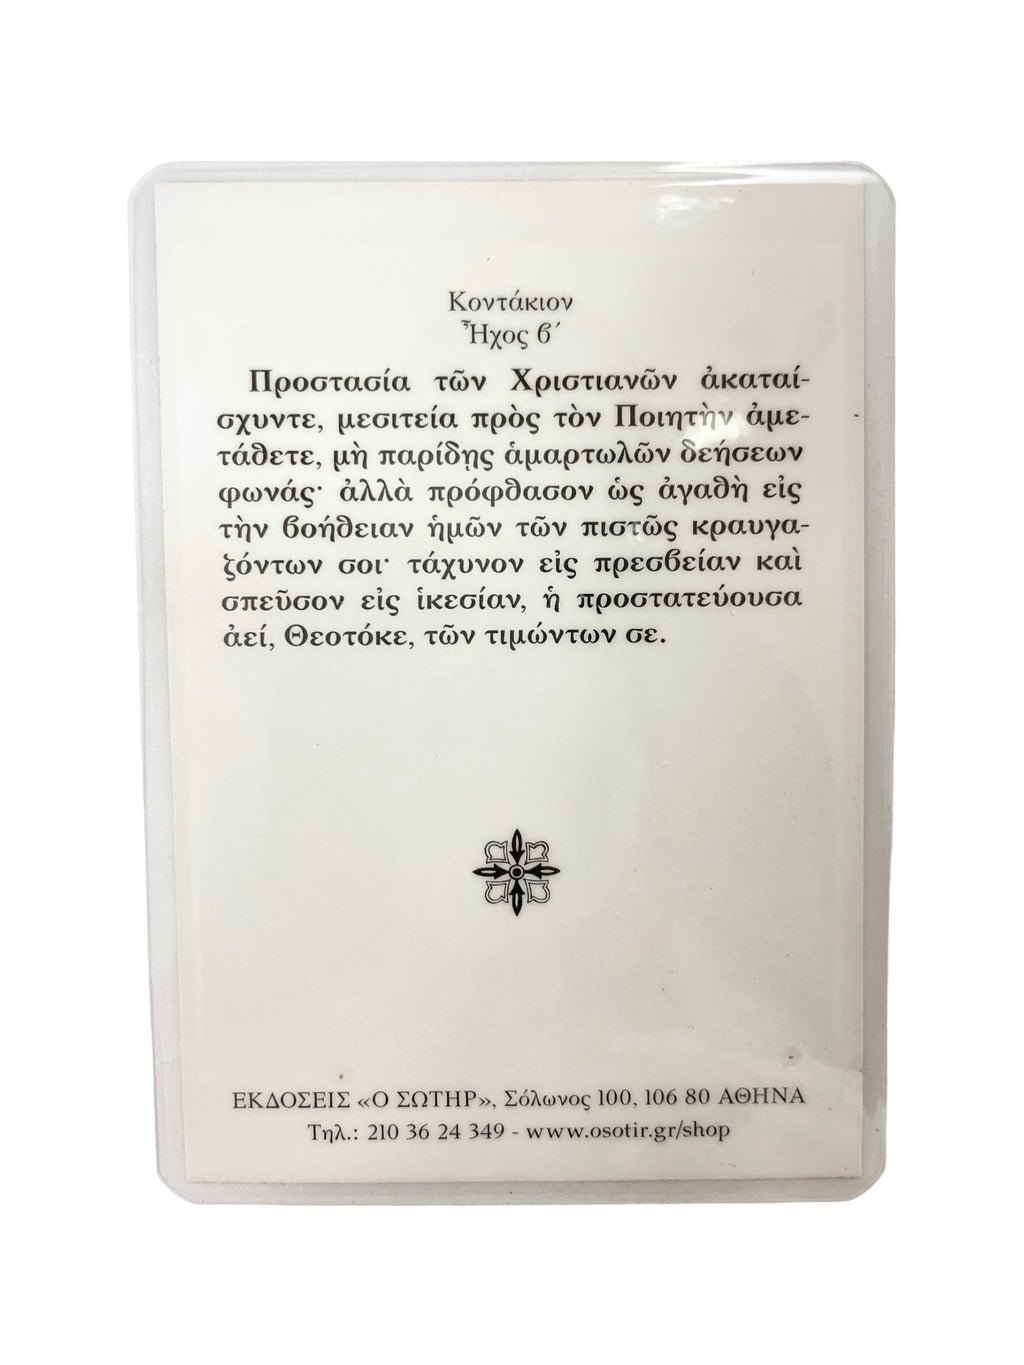 Κοντάκιον
Ἦχος ϐ΄
Προστασία τῶν Χριστιανῶν ἀκαταί-
σχυντε, μεσιτεία πρὸς τὸν Ποιητὴν ἀμε-
τάθετε, μὴ παρίδῃς ἁμαρτωλῶν δεήσεων
φωνάς· ἀλλὰ πρόφθασον ὡς ἀγαθὴ εἰς
τὴν ϐοήθειαν ἡμῶν τῶν πιστῶς κραυγα-
ζόντων σοι· τάχυνον εἰς πρεσϐείαν καὶ
σπεῦσον εἰς ἱκεσίαν, ἡ προστατεύουσα
ἀεί, Θεοτόκε, τῶν τιμώντων σε.
ΕΚΔΟΣΕΙΣ «Ο ΣΩΤΗΡ», Σόλωνος 100, 106 80 ΑΘΗΝΑ
Τηλ.: 210 36 24 349 - www.osotir.gr/shop